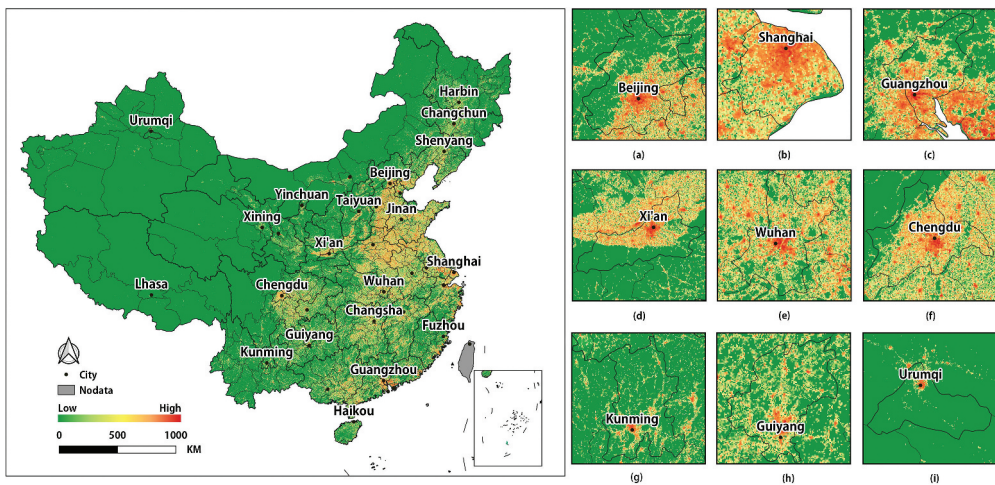 Harbin
Changchun
Urumqi
Shenyang
Beijing
Yinchuan
Taiyuan
Xining
Jinan
Xi'an
Shanghai
Lhasa
Chengdu
Wuhan
Changsha
Guiyang
Fuzhou
Kunming
Guangzhou
Haikou
City
Nodata
Low High
0 500 1000
KM
Beijing
(a)
Shanghai
(b)
Guangzhou
(c)
Xi'an
(d)
Wuhan
(e)
Chengdu
(f)
Kunming
(g)
Guiyang
(h)
Urumqi
(i)